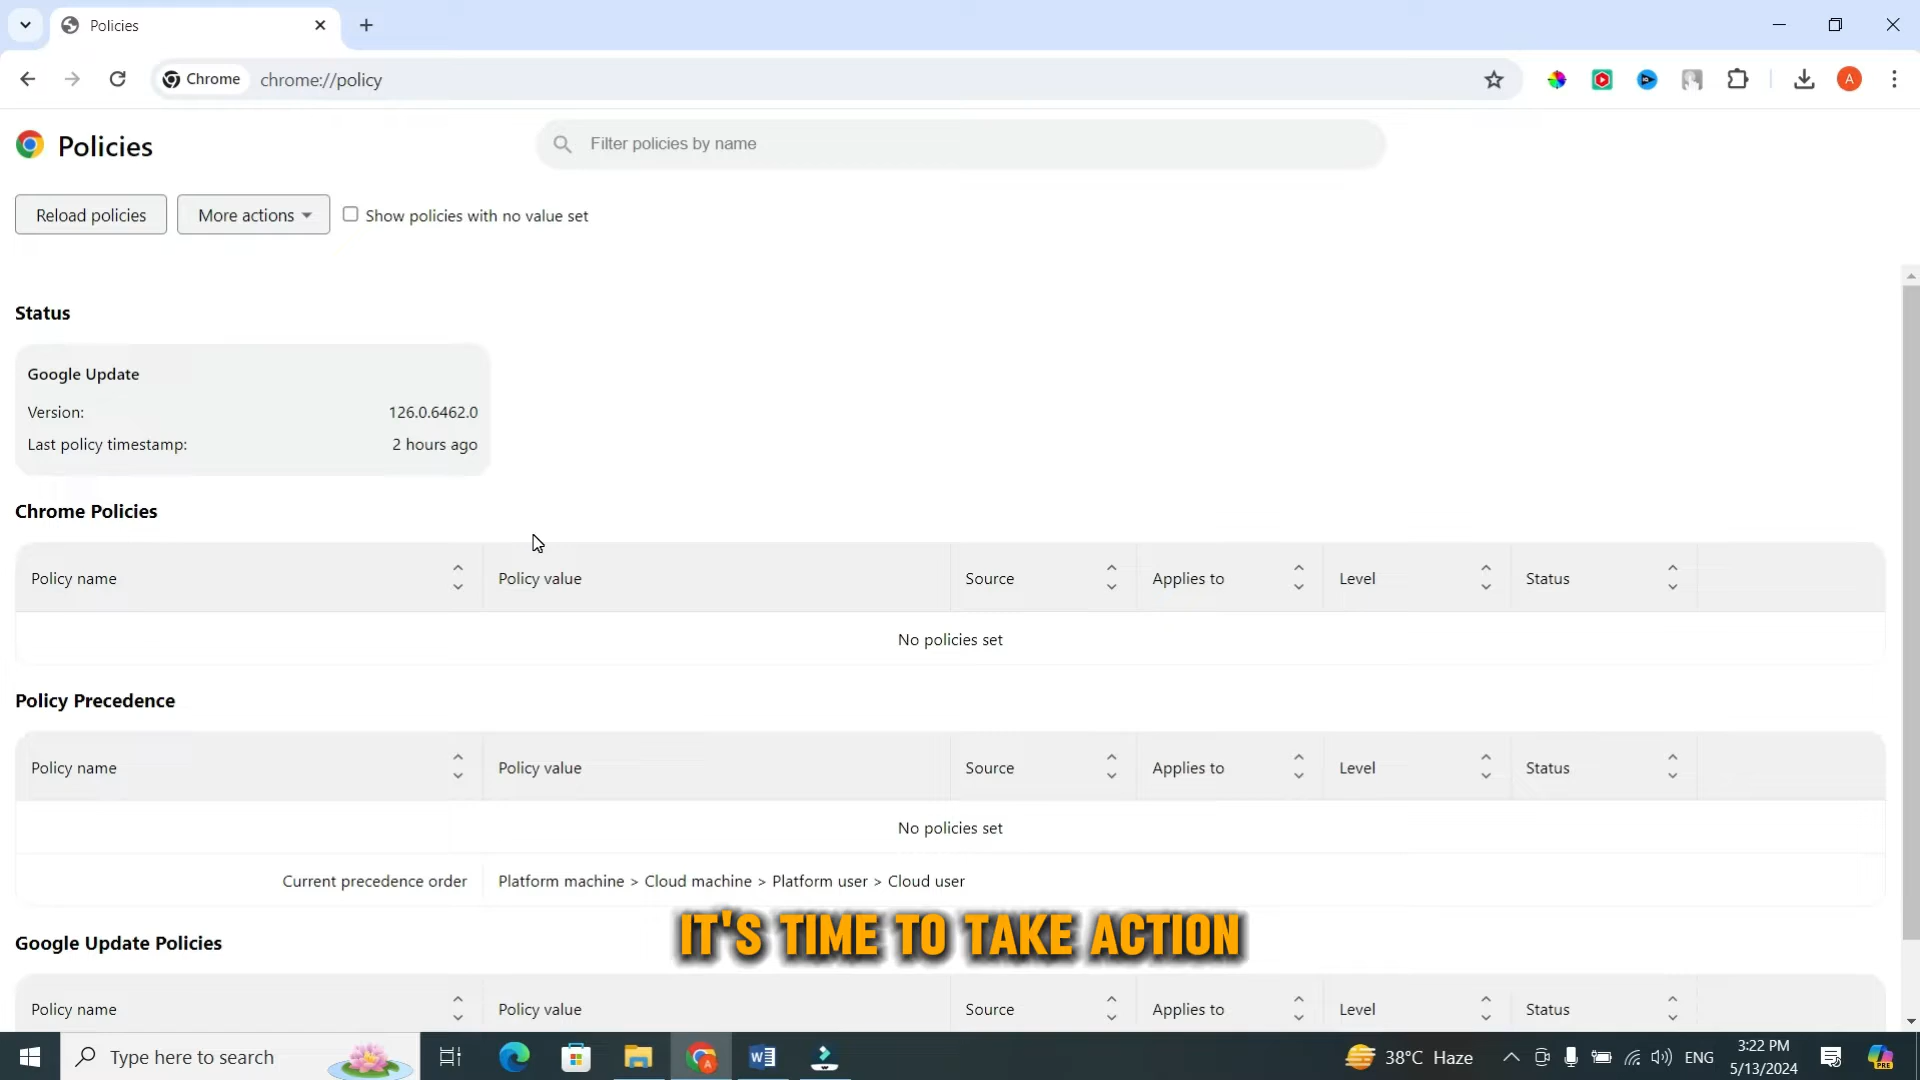 Policies
Chrome
chrome://policy
A
Policies
Filter policies by name
Reload policies
More actions
Show policies with no value set
Status
Google Update
Version: 126.0.6462.0
Last policy timestamp: 2 hours ago
Chrome Policies
Policy name Policy value Source Applies to Level Status
No policies set
Policy Precedence
Policy name Policy value Source Applies to Level Status
No policies set
Current precedence order Platform machine > Cloud machine > Platform user > Cloud user
IT'S TIME TO TAKE ACTION
Google Update Policies
Policy name Policy value Source Applies to Level Status
Type here to search
38°C Haze
ENG
3:22 PM
5/13/2024
PRE